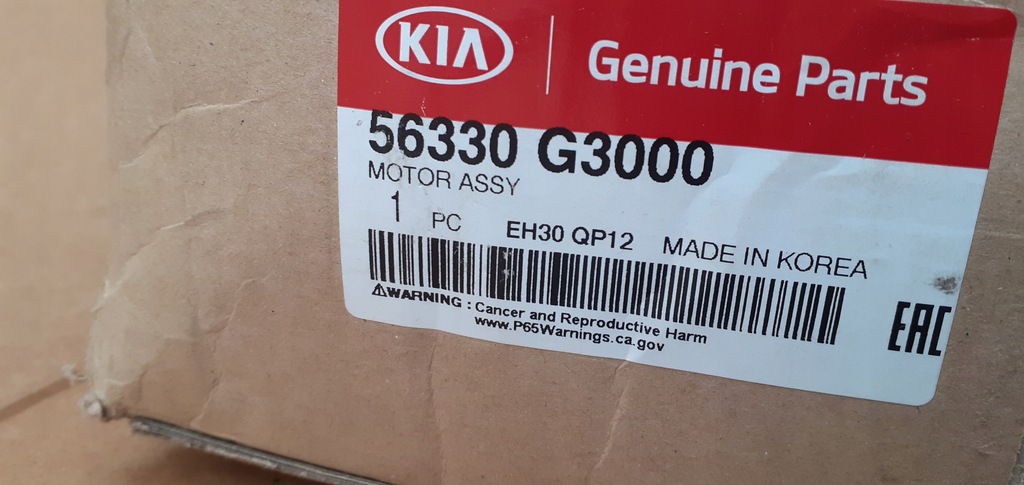 KIA Genuine Parts
56330 G3000
MOTOR ASSY
1 PC EH30 QP12 MADE IN KOREA
⚠WARNING : Cancer and Reproductive Harm
www.P65Warnings.ca.gov
EAC